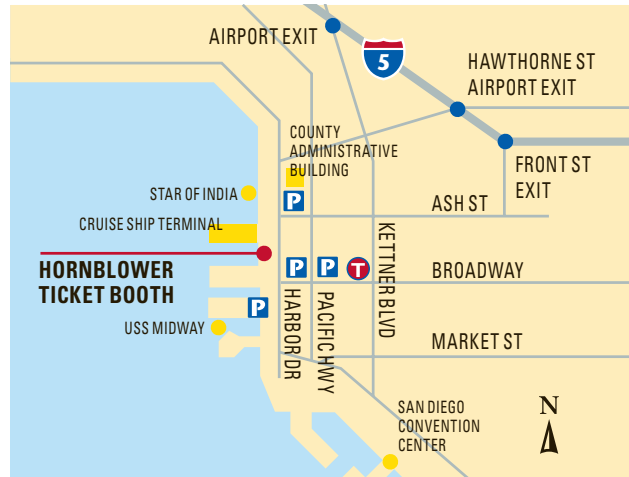 AIRPORT EXIT
5
HAWTHORNE ST
AIRPORT EXIT
COUNTY
ADMINISTRATIVE
BUILDING
FRONT ST
EXIT
STAR OF INDIA
P
ASH ST
CRUISE SHIP TERMINAL
KETTNER BLVD
HORNBLOWER
TICKET BOOTH
P
P
T
BROADWAY
P
HARBOR DR
PACIFIC HWY
USS MIDWAY
MARKET ST
SAN DIEGO
CONVENTION
CENTER
N